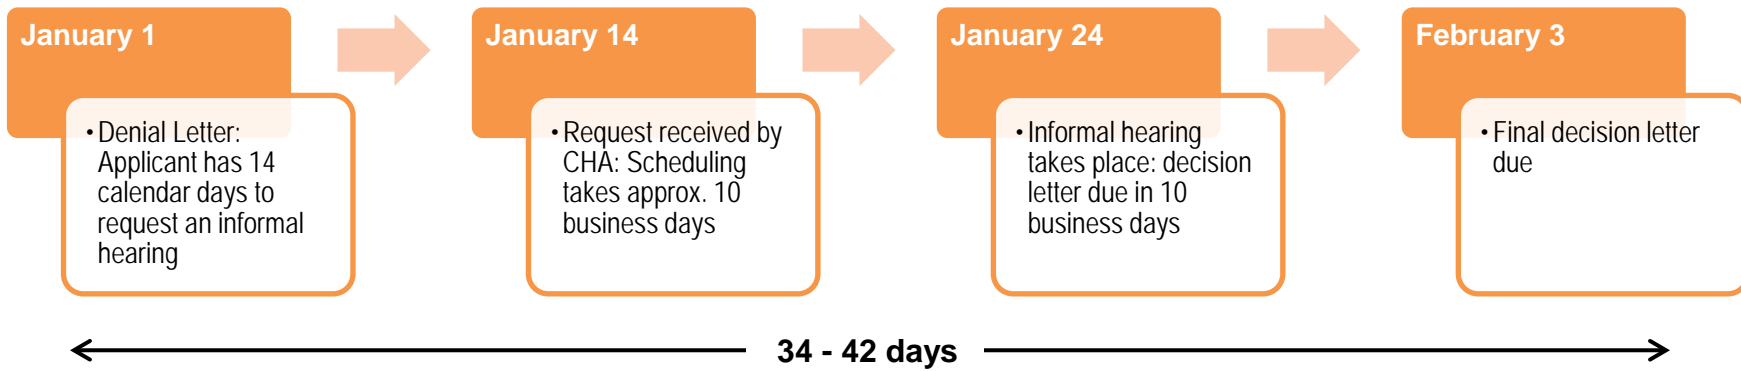 January 1
• Denial Letter:
Applicant has 14
calendar days to
request an informal
hearing
January 14
• Request received by
CHA: Scheduling
takes approx. 10
business days
January 24
• Informal hearing
takes place: decision
letter due in 10
business days
February 3
• Final decision letter
due
34 - 42 days